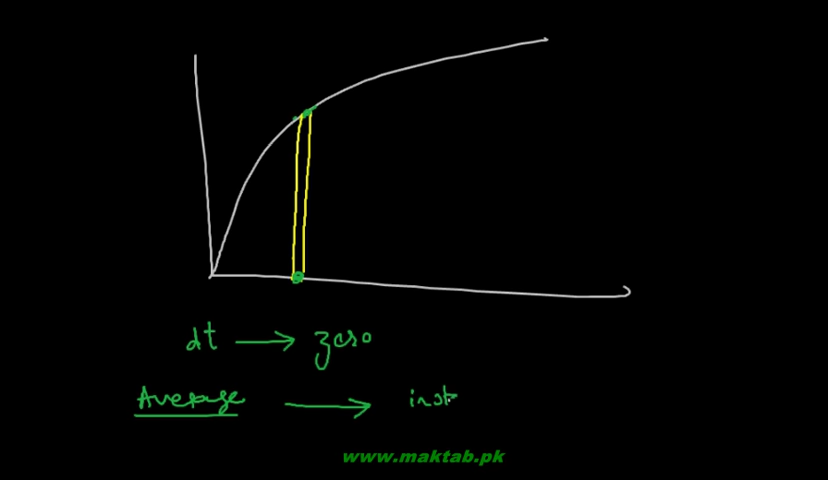 dt → zero
Average → inst
www.maktab.pk